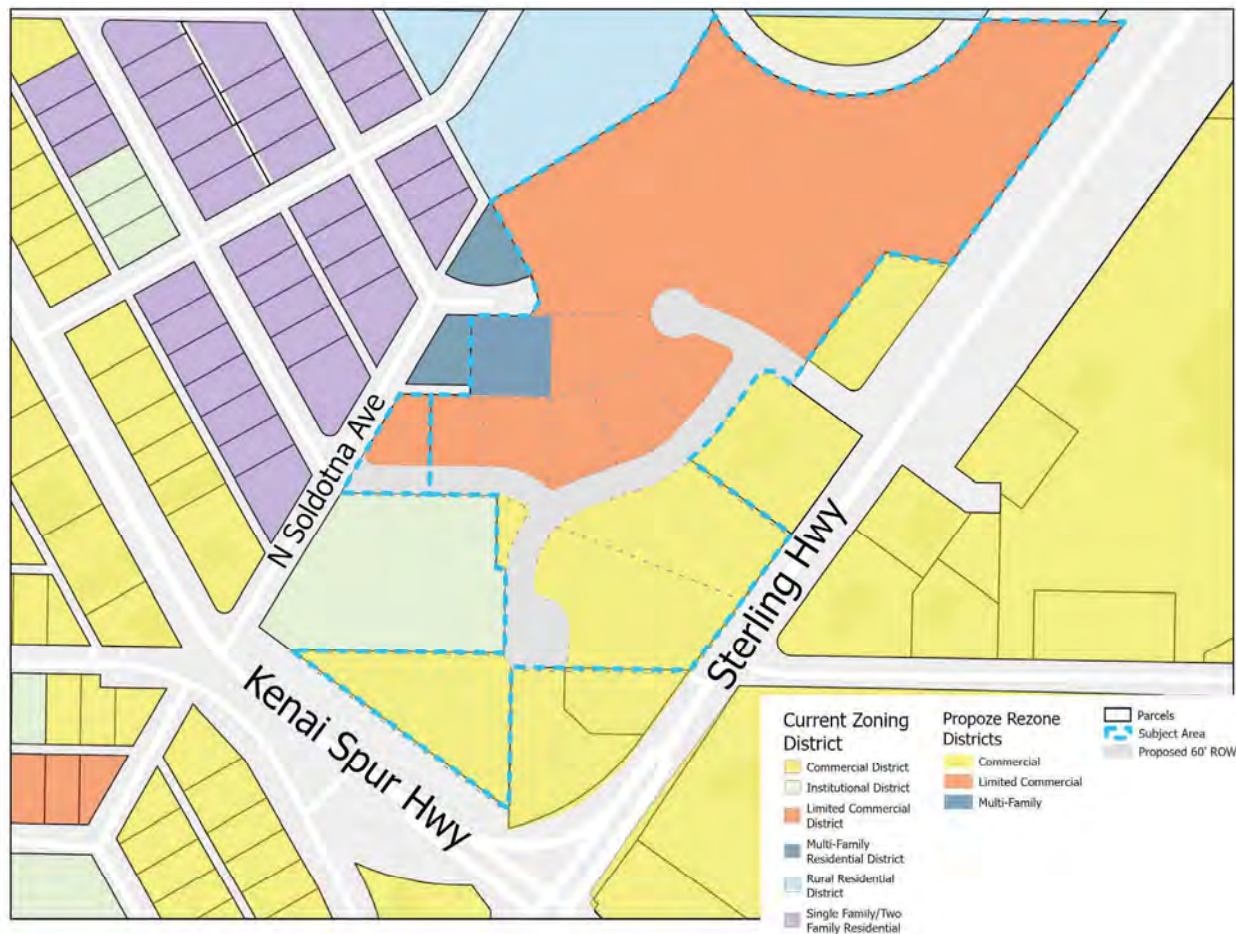 N Soldotna Ave
Kenai Spur Hwy
Sterling Hwy
Current Zoning
District
Commercial District
Institutional District
Limited Commercial
District
Multi-Family
Residential District
Rural Residential
District
Single Family/Two
Family Residential
Propoze Rezone
Districts
Commercial
Limited Commercial
Multi-Family
Parcels
Subject Area
Proposed 60' ROW